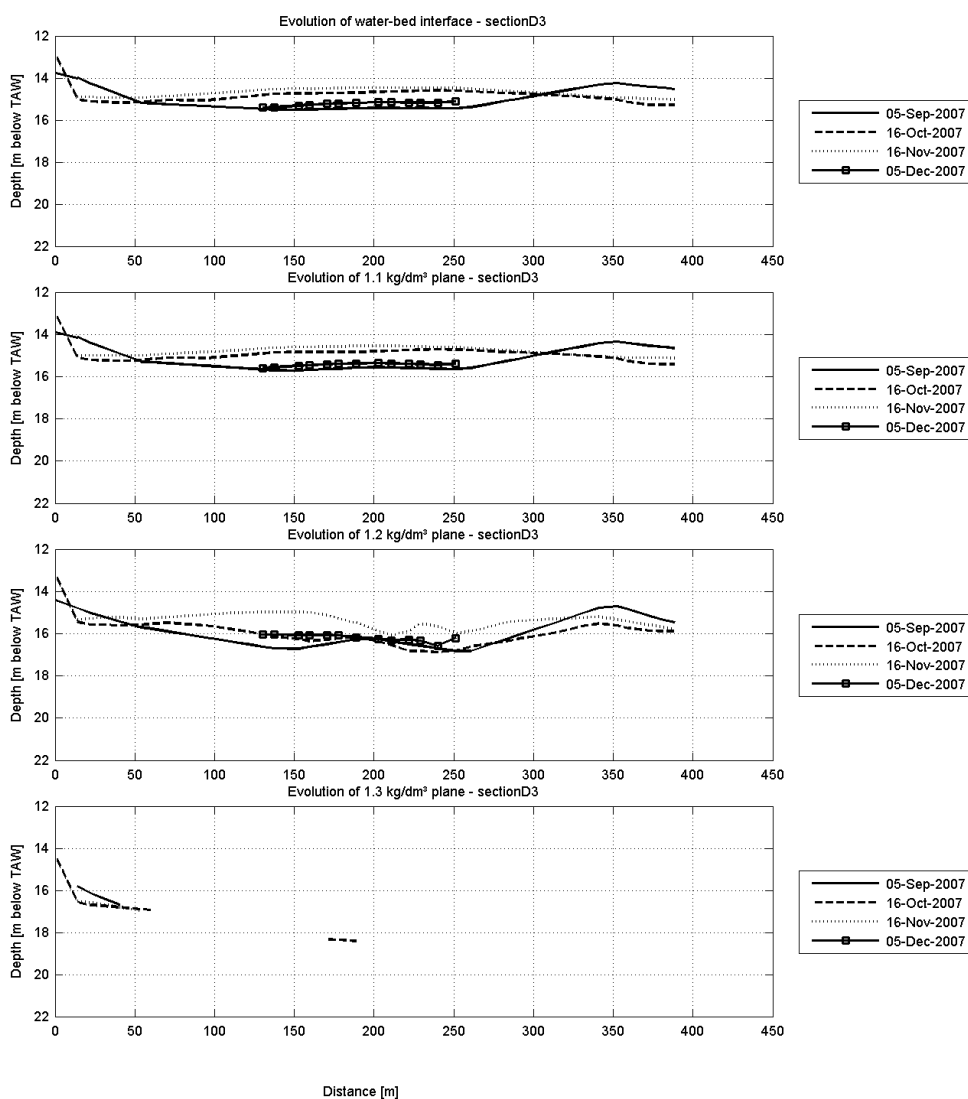 Evolution of water-bed interface - sectionD3
12
14
16
18
20
22
Depth [m below TAW]
0 50 100 150 200 250 300 350 400 450
05-Sep-2007
16-Oct-2007
16-Nov-2007
05-Dec-2007
Evolution of 1.1 kg/dm³ plane - sectionD3
12
14
16
18
20
22
Depth [m below TAW]
0 50 100 150 200 250 300 350 400 450
05-Sep-2007
16-Oct-2007
16-Nov-2007
05-Dec-2007
Evolution of 1.2 kg/dm³ plane - sectionD3
12
14
16
18
20
22
Depth [m below TAW]
0 50 100 150 200 250 300 350 400 450
05-Sep-2007
16-Oct-2007
16-Nov-2007
05-Dec-2007
Evolution of 1.3 kg/dm³ plane - sectionD3
12
14
16
18
20
22
Depth [m below TAW]
0 50 100 150 200 250 300 350 400 450
05-Sep-2007
16-Oct-2007
16-Nov-2007
05-Dec-2007
Distance [m]